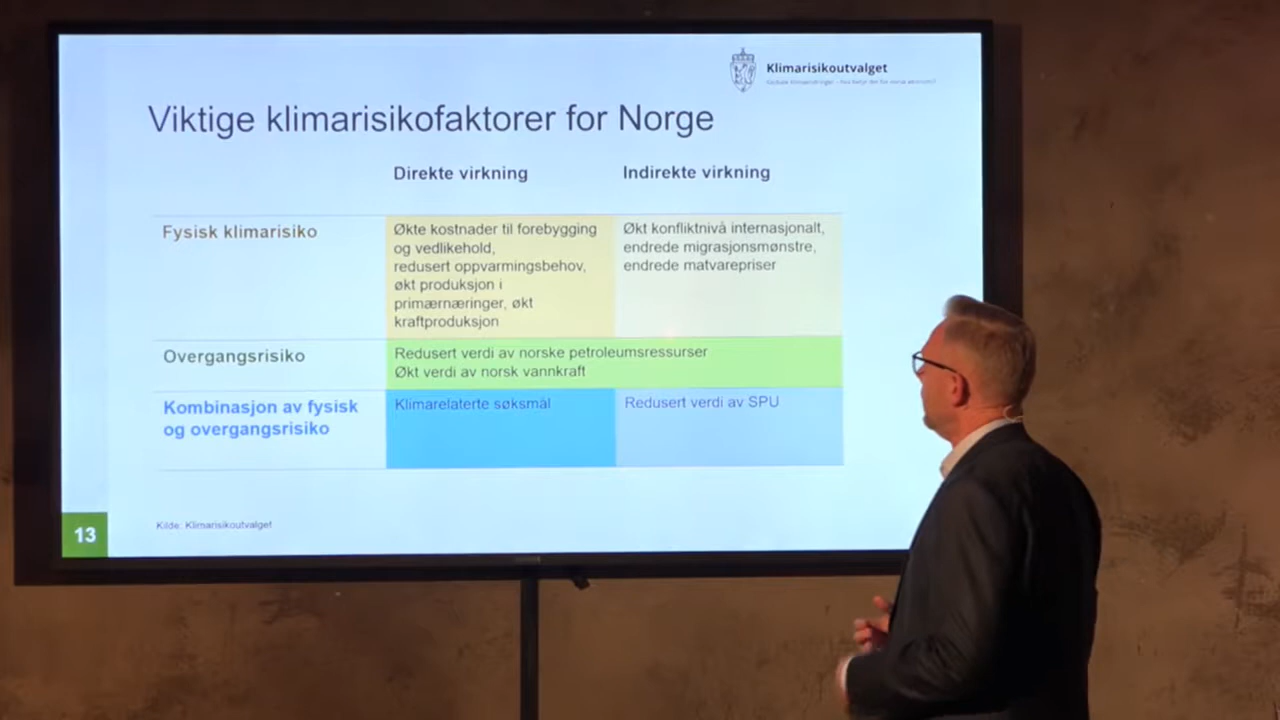 Klimarisikoutvalget
Viktige klimarisikofaktorer for Norge
Direkte virkning
Indirekte virkning
Fysisk klimarisiko
Økte kostnader til forebygging
og vedlikehold,
redusert oppvarmingsbehov,
økt produksjon i
primærnæringer, økt
kraftproduksjon
Økt konfliktnivå internasjonalt,
endrede migrasjonsmønstre,
endrede matvarepriser
Overgangsrisiko
Redusert verdi av norske petroleumsressurser
Økt verdi av norsk vannkraft
Kombinasjon av fysisk
og overgangsrisiko
Klimarelaterte søksmål
Redusert verdi av SPU
13
Kilde: Klimarisikoutvalget